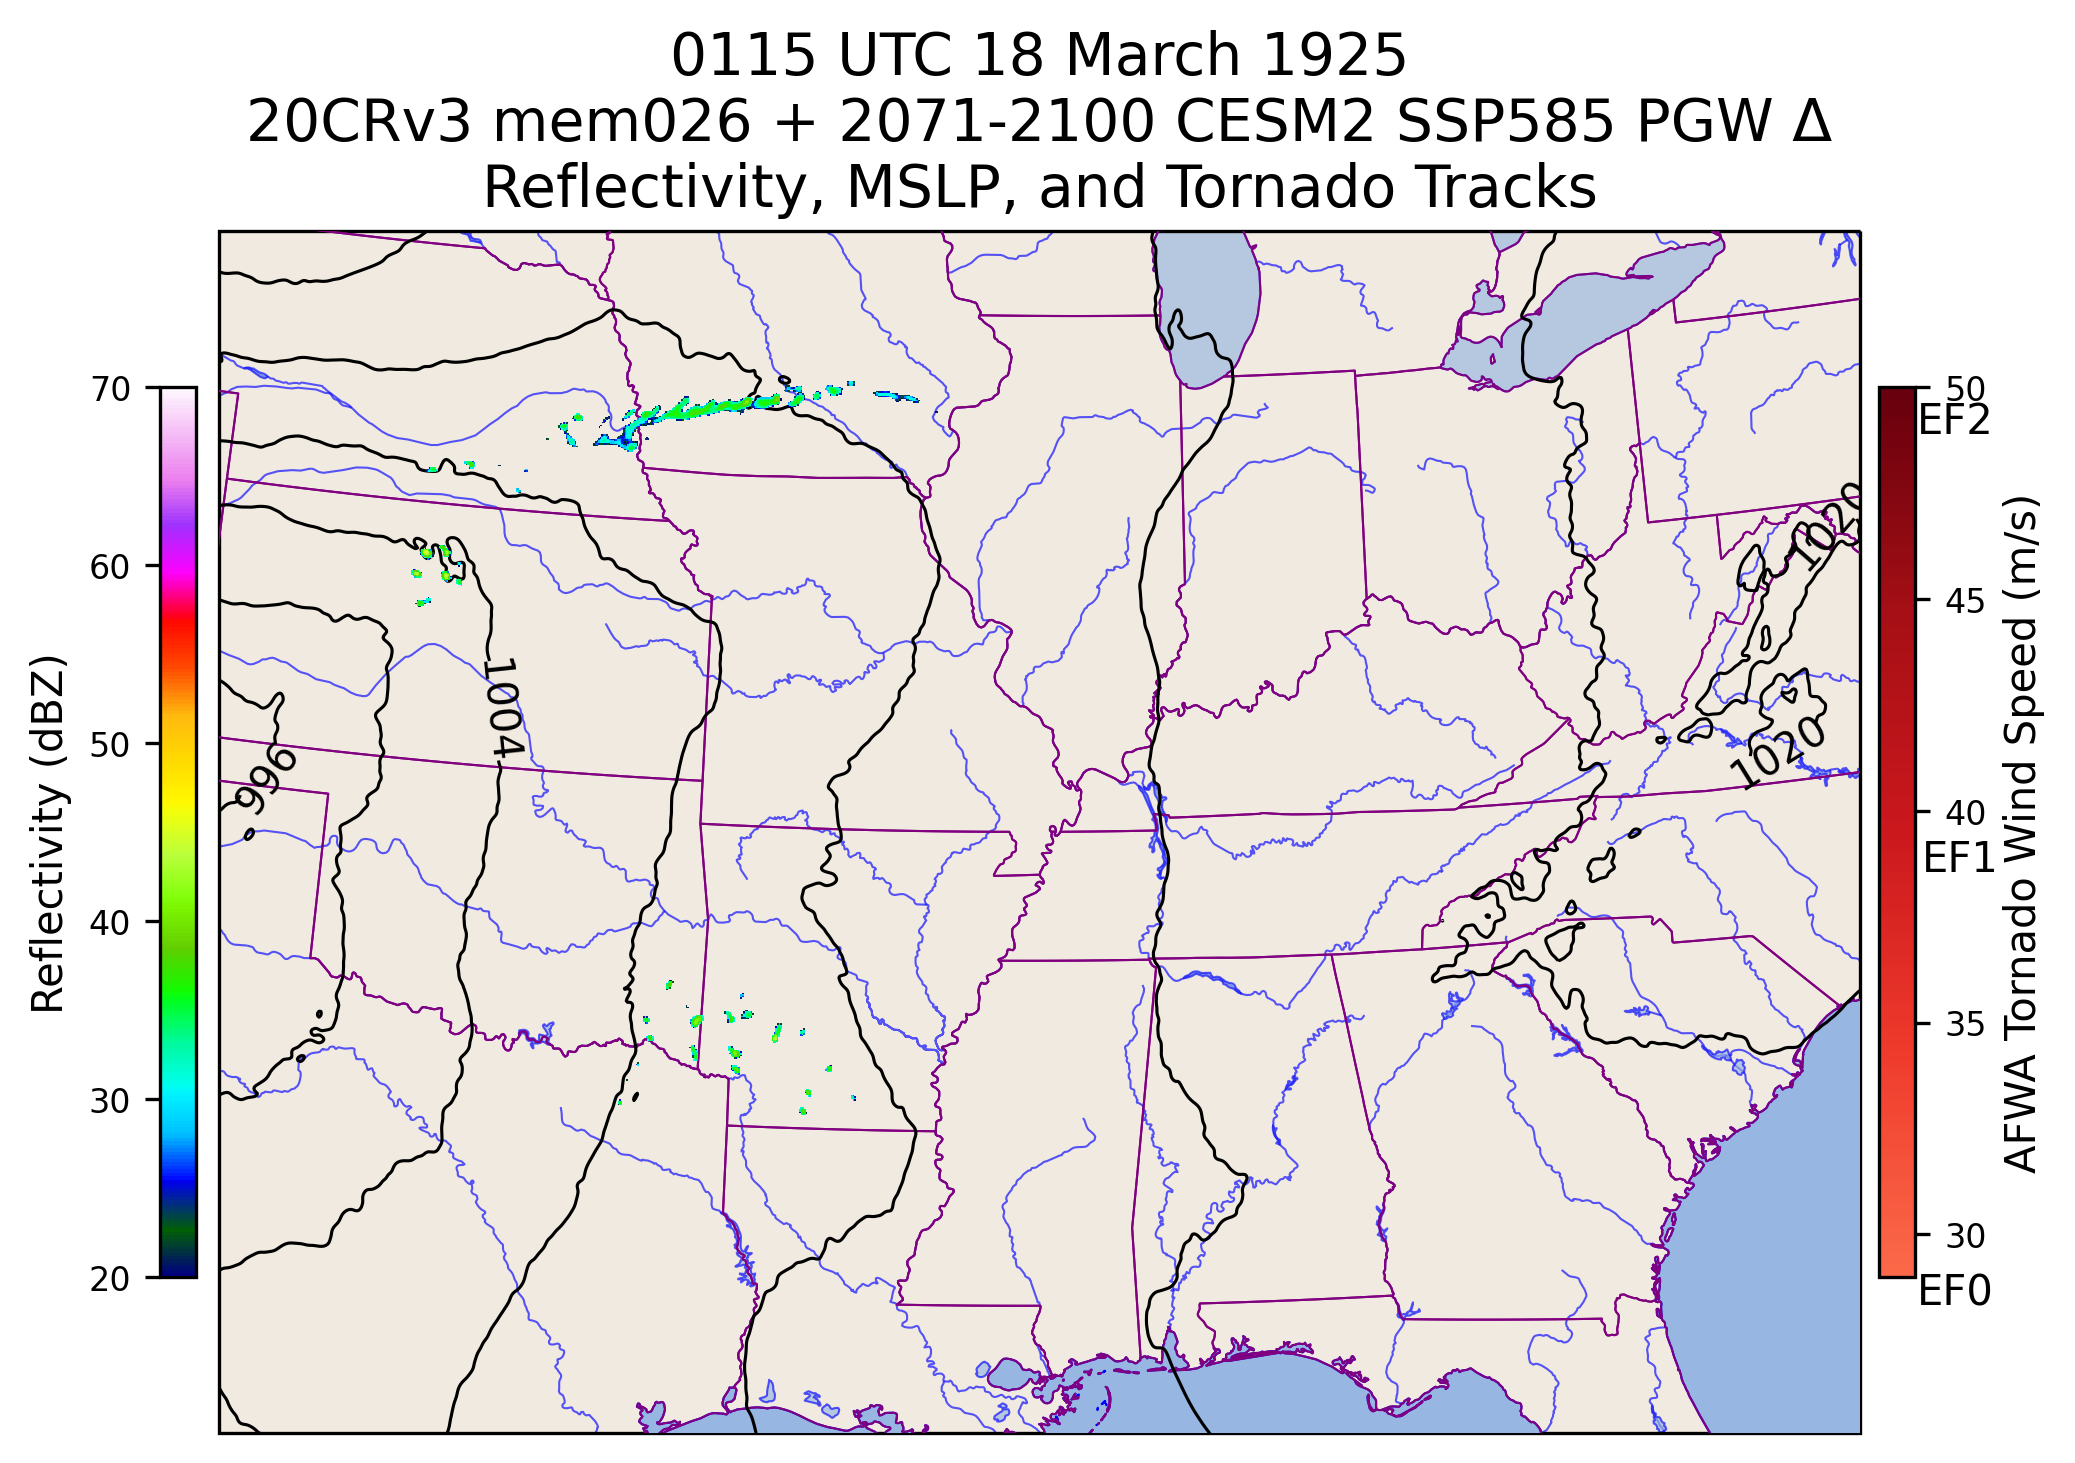 0115 UTC 18 March 1925
20CRv3 mem026 + 2071-2100 CESM2 SSP585 PGW Δ
Reflectivity, MSLP, and Tornado Tracks
70
60
50
40
30
20
Reflectivity (dBZ)
996
1004
1020
1020
50
EF2
45
40
EF1
35
30
EF0
AFWA Tornado Wind Speed (m/s)